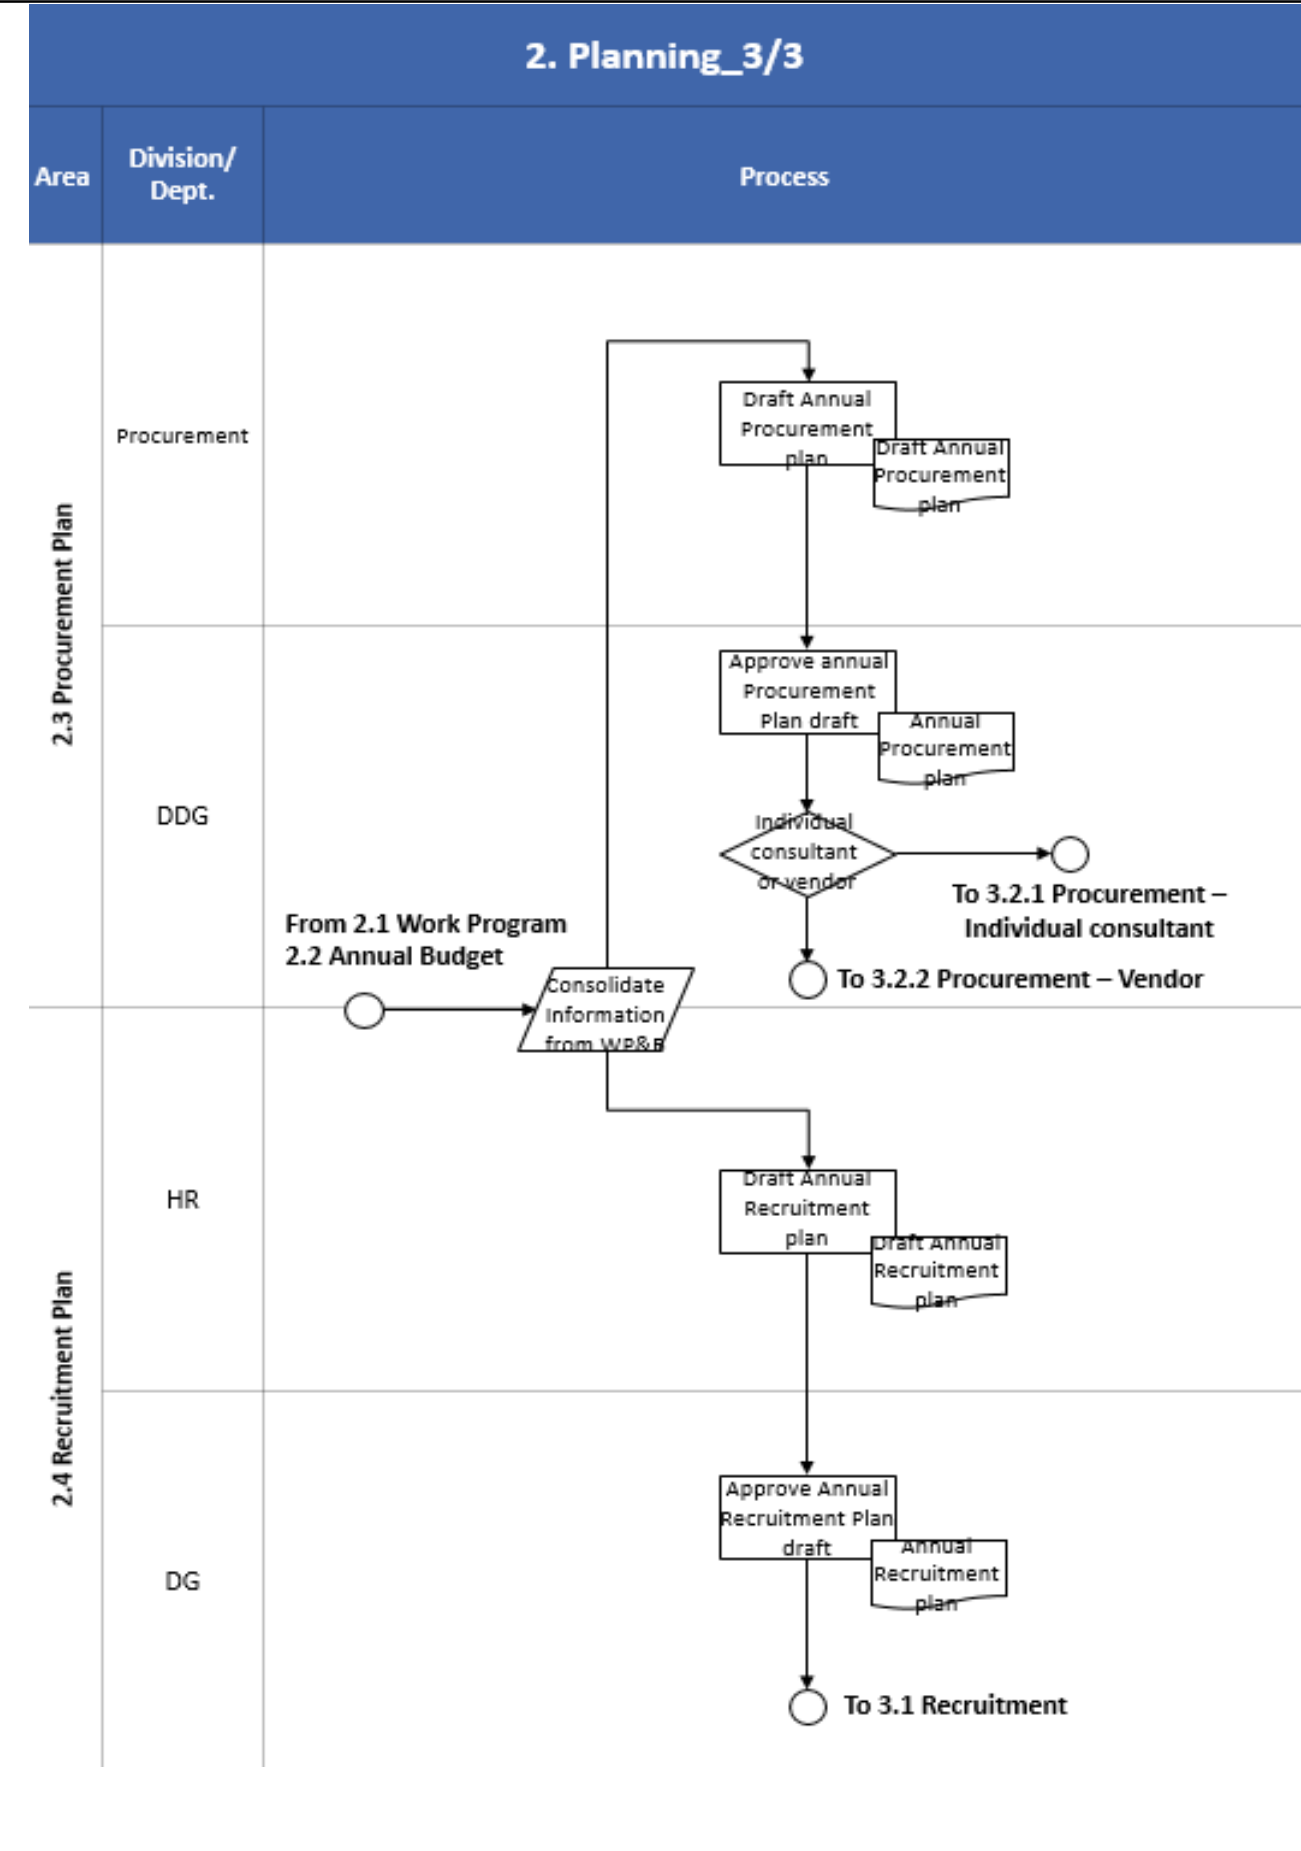 2. Planning_3/3
Area
Division/
Dept.
Process
2.3 Procurement Plan
Procurement
Draft Annual
Procurement
plan
Draft Annual
Procurement
plan
DDG
Approve annual
Procurement
Plan draft
Annual
Procurement
plan
Individual
consultant
or vendor
To 3.2.1 Procurement –
Individual consultant
To 3.2.2 Procurement – Vendor
From 2.1 Work Program
2.2 Annual Budget
Consolidate
Information
from WP&B
2.4 Recruitment Plan
HR
Draft Annual
Recruitment
plan
Draft Annual
Recruitment
plan
DG
Approve Annual
Recruitment Plan
draft
Annual
Recruitment
plan
To 3.1 Recruitment